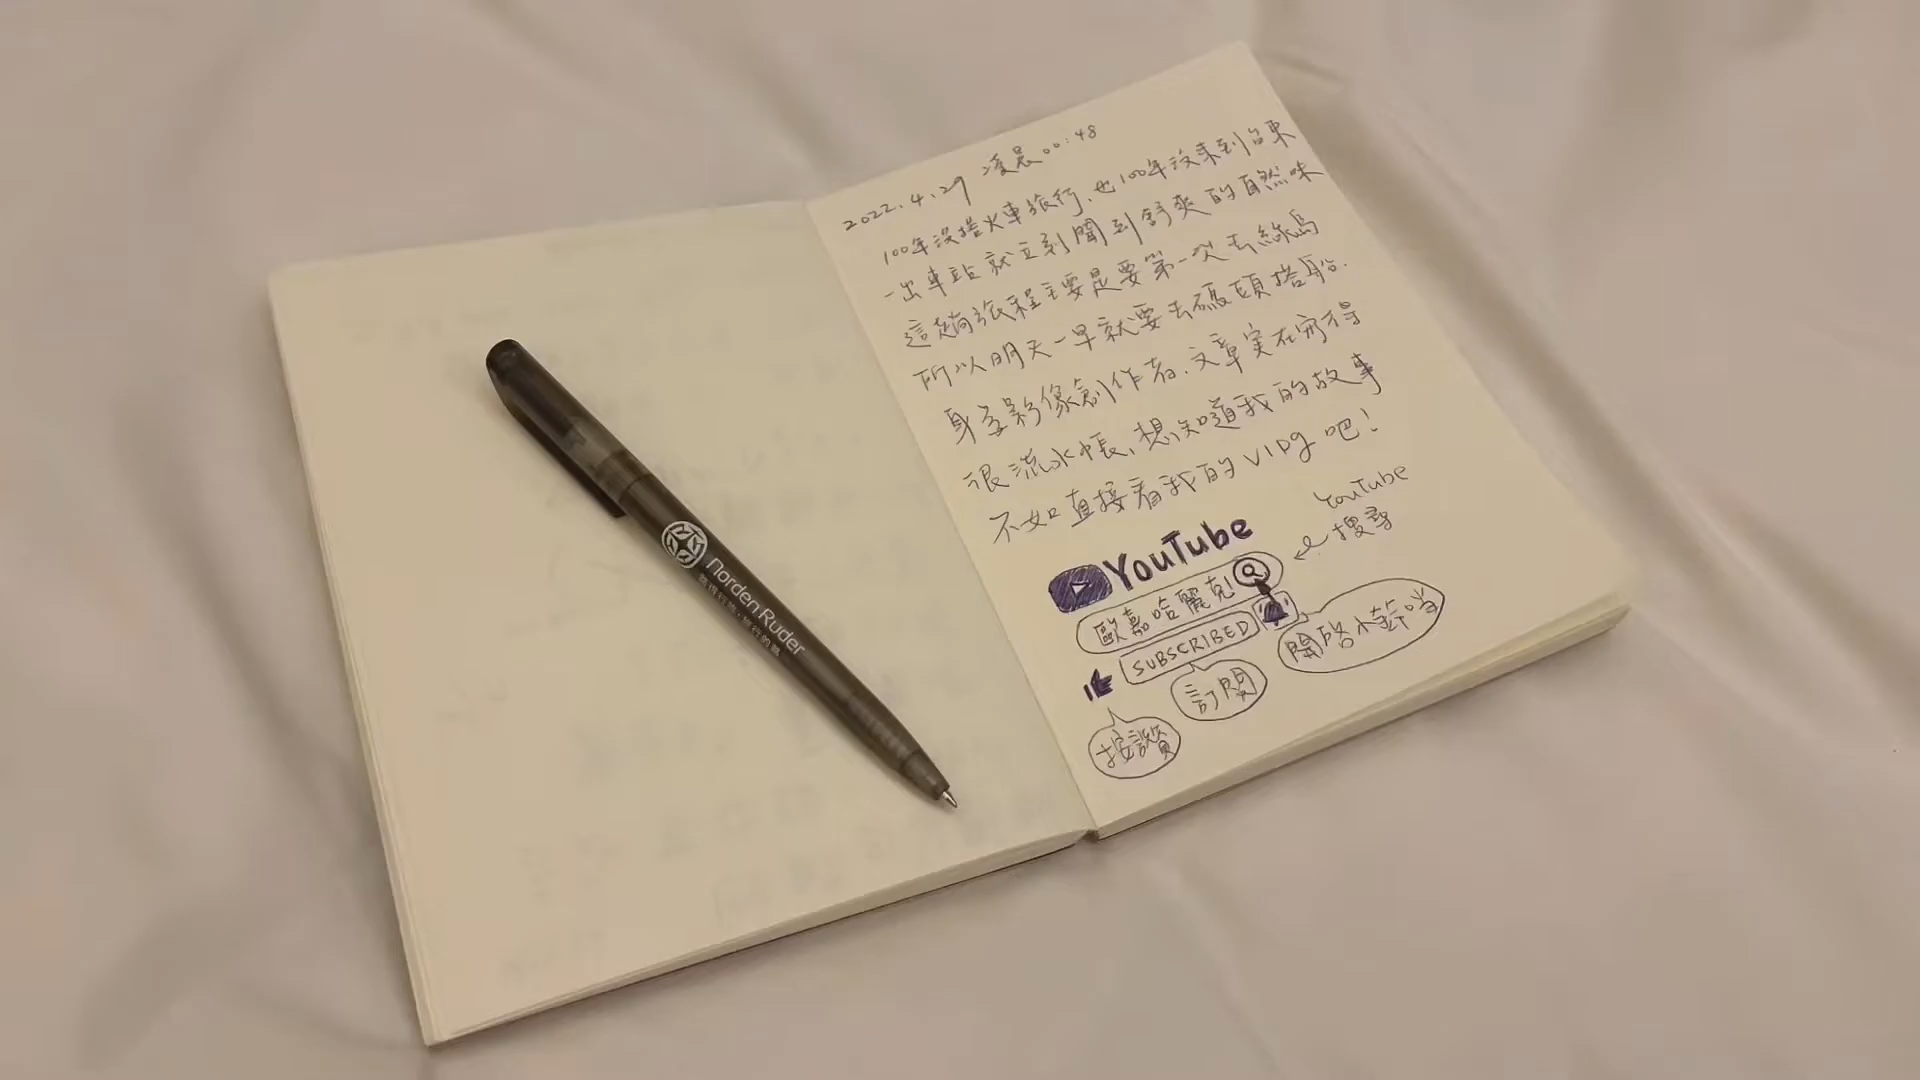 2022.4.29 凌晨00:48
100年沒搭火車旅行,也100年沒來到台東
一出車站就立刻聞到舒爽的自然味
這趟旅程主要是要第一次去綠島
所以明天一早就要去碼頭搭船.
身為影像創作者.文章實在寫得
很流水帳,想知道我的故事
不如直接看我的VLOg吧!
YouTube
搜尋
YouTube
歐嘉哈麗克!
SUBSCRIBED
開啓小鈴噹
訂閱
按讚
Norden Ruder